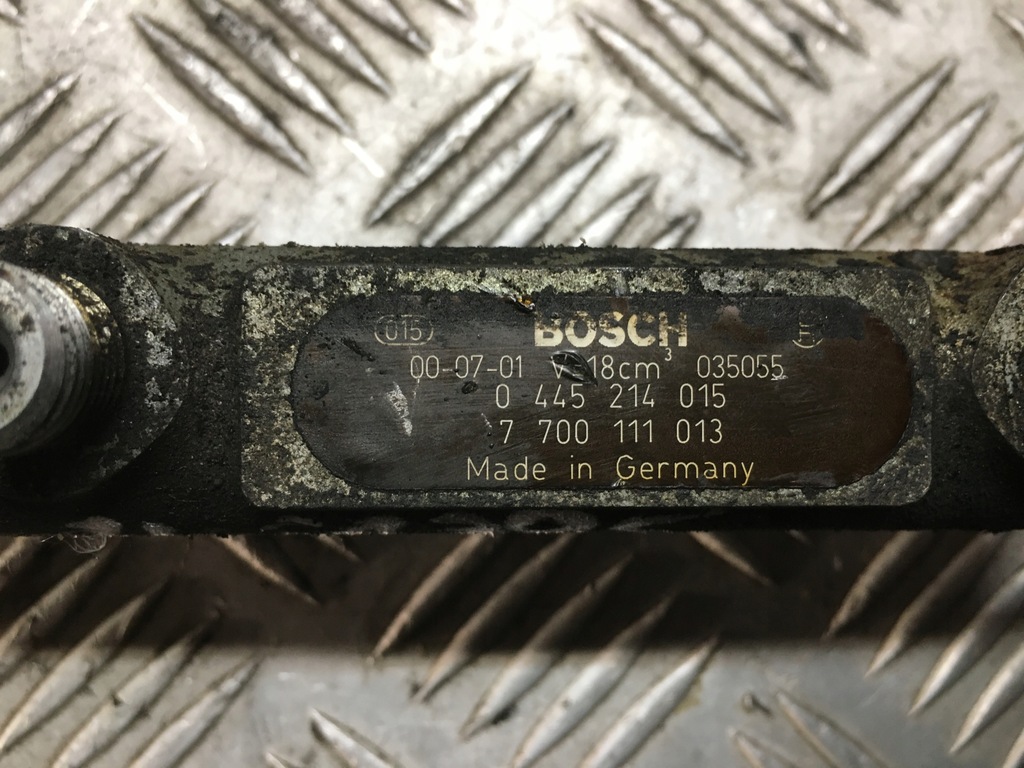 015 BOSCH
00-07-01 V 18cm³ 035055
0 445 214 015
7 700 111 013
Made in Germany